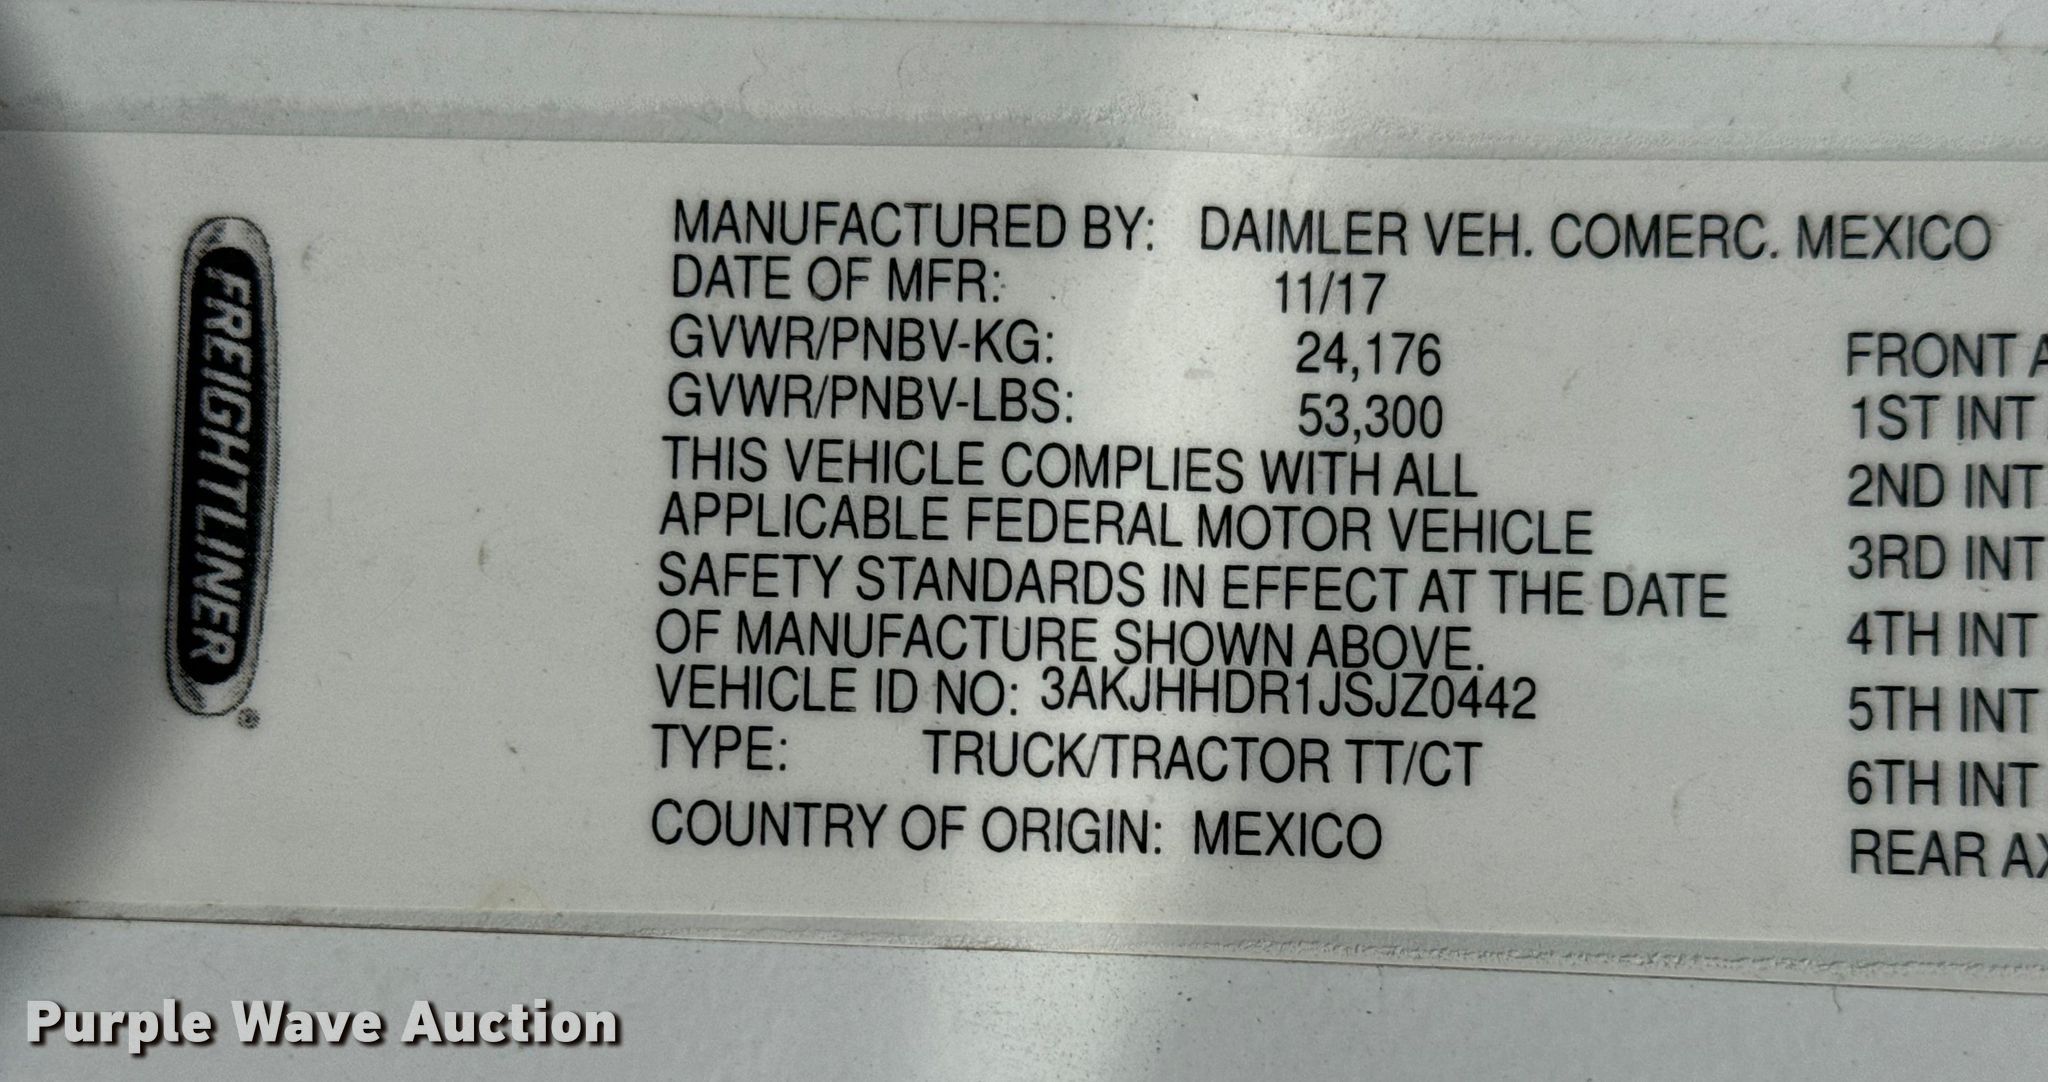 FREIGHTLINER
®
MANUFACTURED BY: DAIMLER VEH. COMERC. MEXICO
DATE OF MFR: 11/17
GVWR/PNBV-KG: 24,176
GVWR/PNBV-LBS: 53,300
THIS VEHICLE COMPLIES WITH ALL
APPLICABLE FEDERAL MOTOR VEHICLE
SAFETY STANDARDS IN EFFECT AT THE DATE
OF MANUFACTURE SHOWN ABOVE.
VEHICLE ID NO: 3AKJHHDR1JSJZ0442
TYPE: TRUCK/TRACTOR TT/CT
COUNTRY OF ORIGIN: MEXICO
FRONT A
1ST INT
2ND INT
3RD INT
4TH INT
5TH INT
6TH INT
REAR AX
Purple Wave Auction